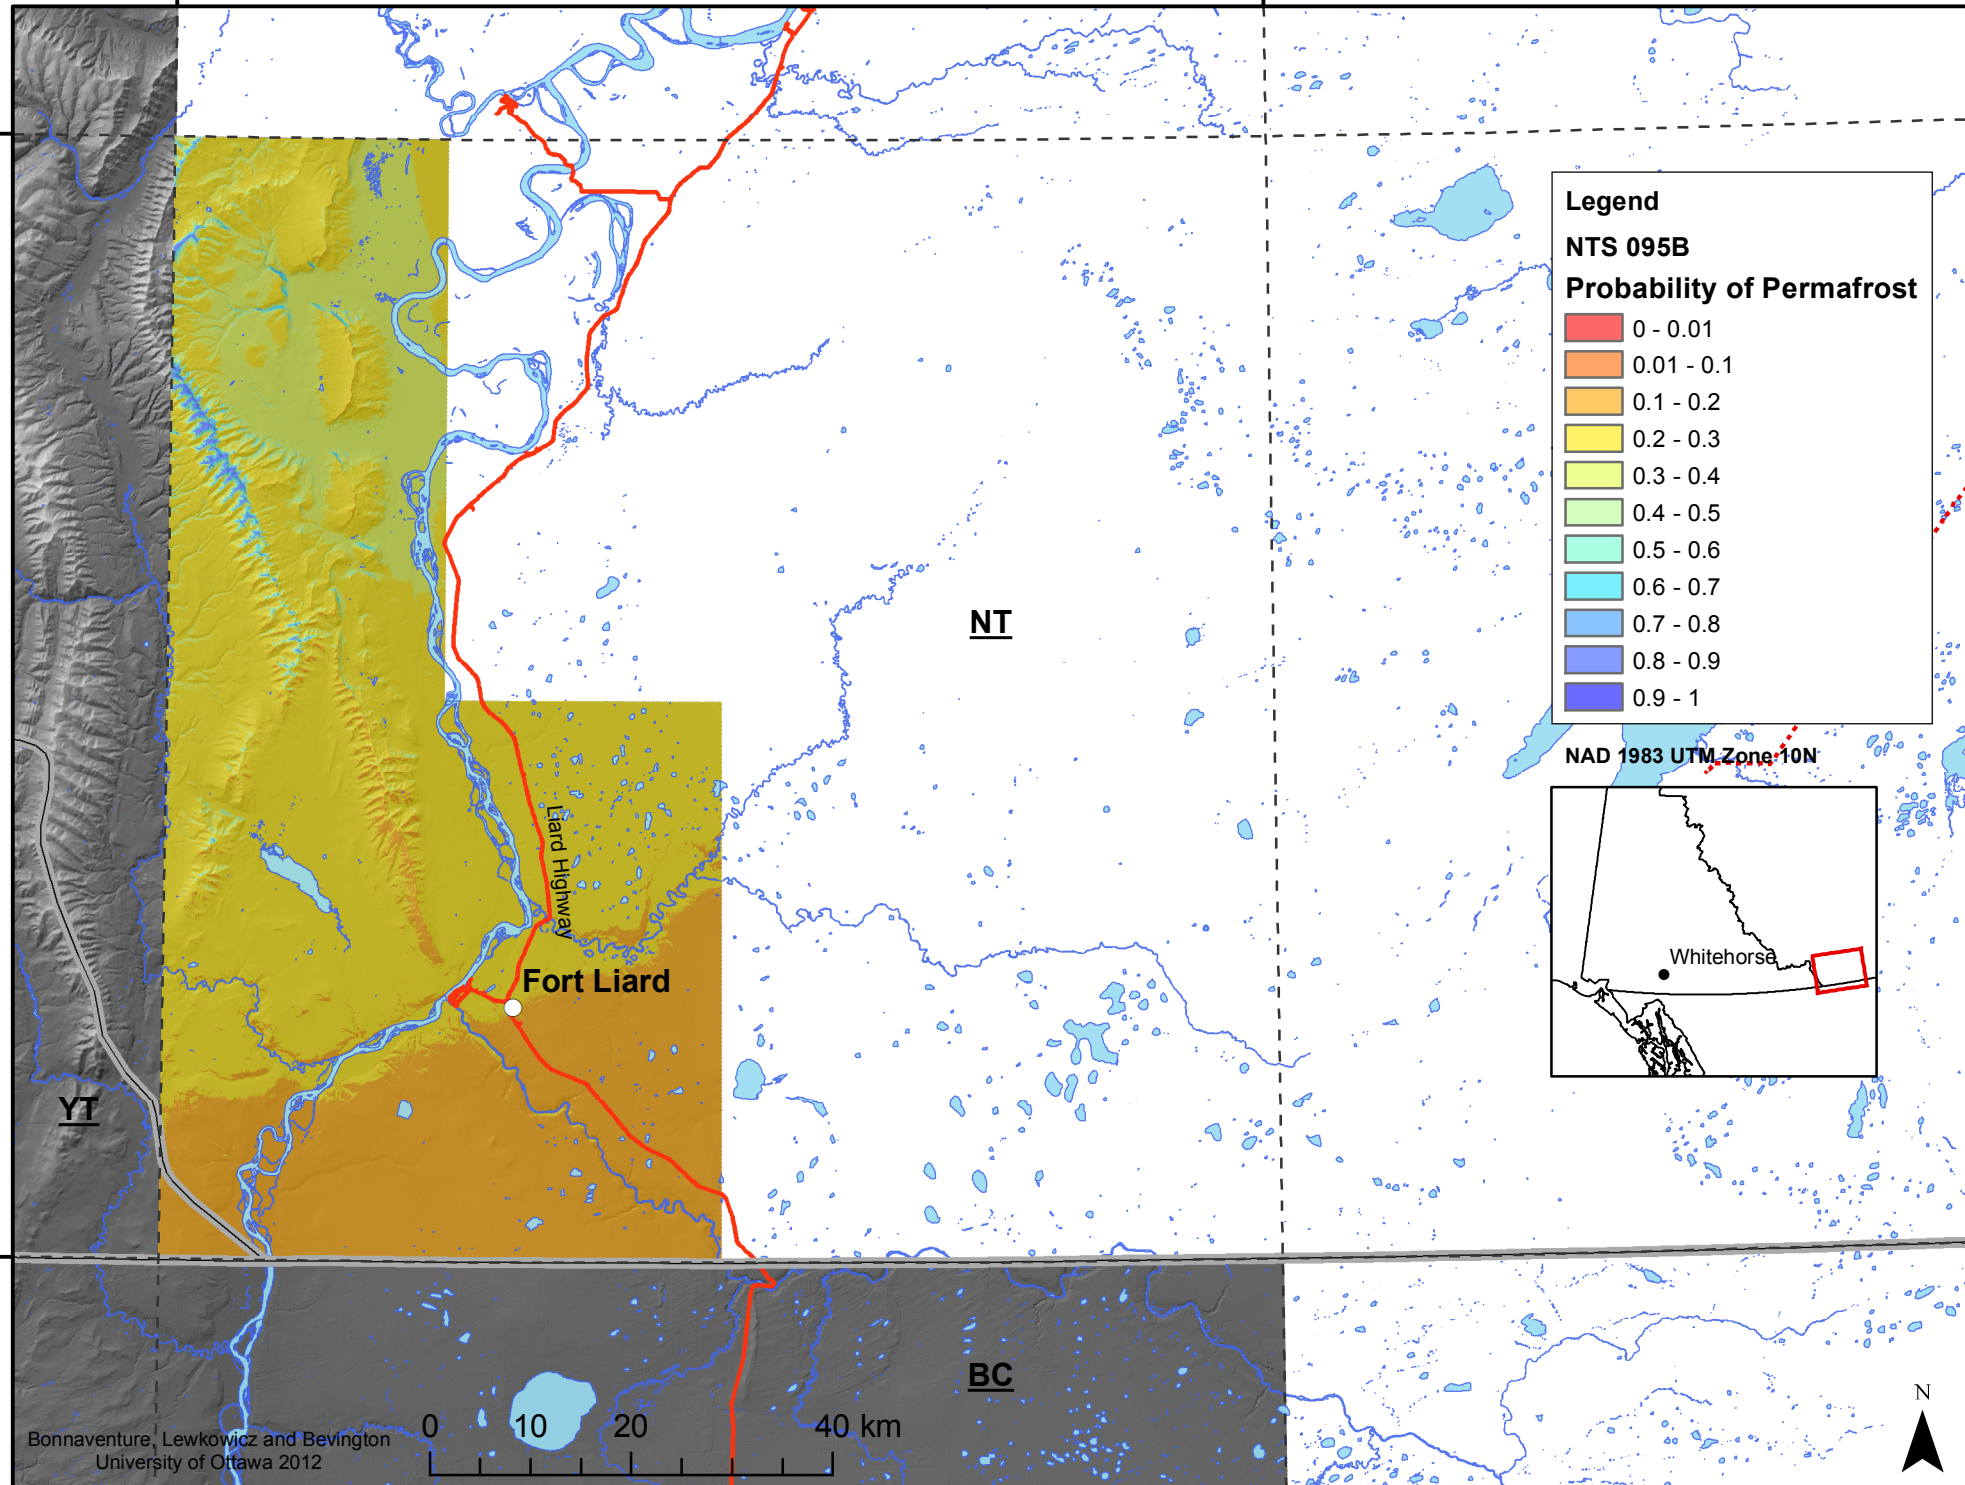 Legend
NTS 095B
Probability of Permafrost
0 - 0.01
0.01 - 0.1
0.1 - 0.2
0.2 - 0.3
0.3 - 0.4
0.4 - 0.5
0.5 - 0.6
0.6 - 0.7
0.7 - 0.8
0.8 - 0.9
0.9 - 1
NAD 1983 UTM Zone 10N
Whitehorse
NT
Liard Highway
Fort Liard
YT
BC
0 10 20 40 km
Bonnaventure, Lewkowicz and Bevington
University of Ottawa 2012
N